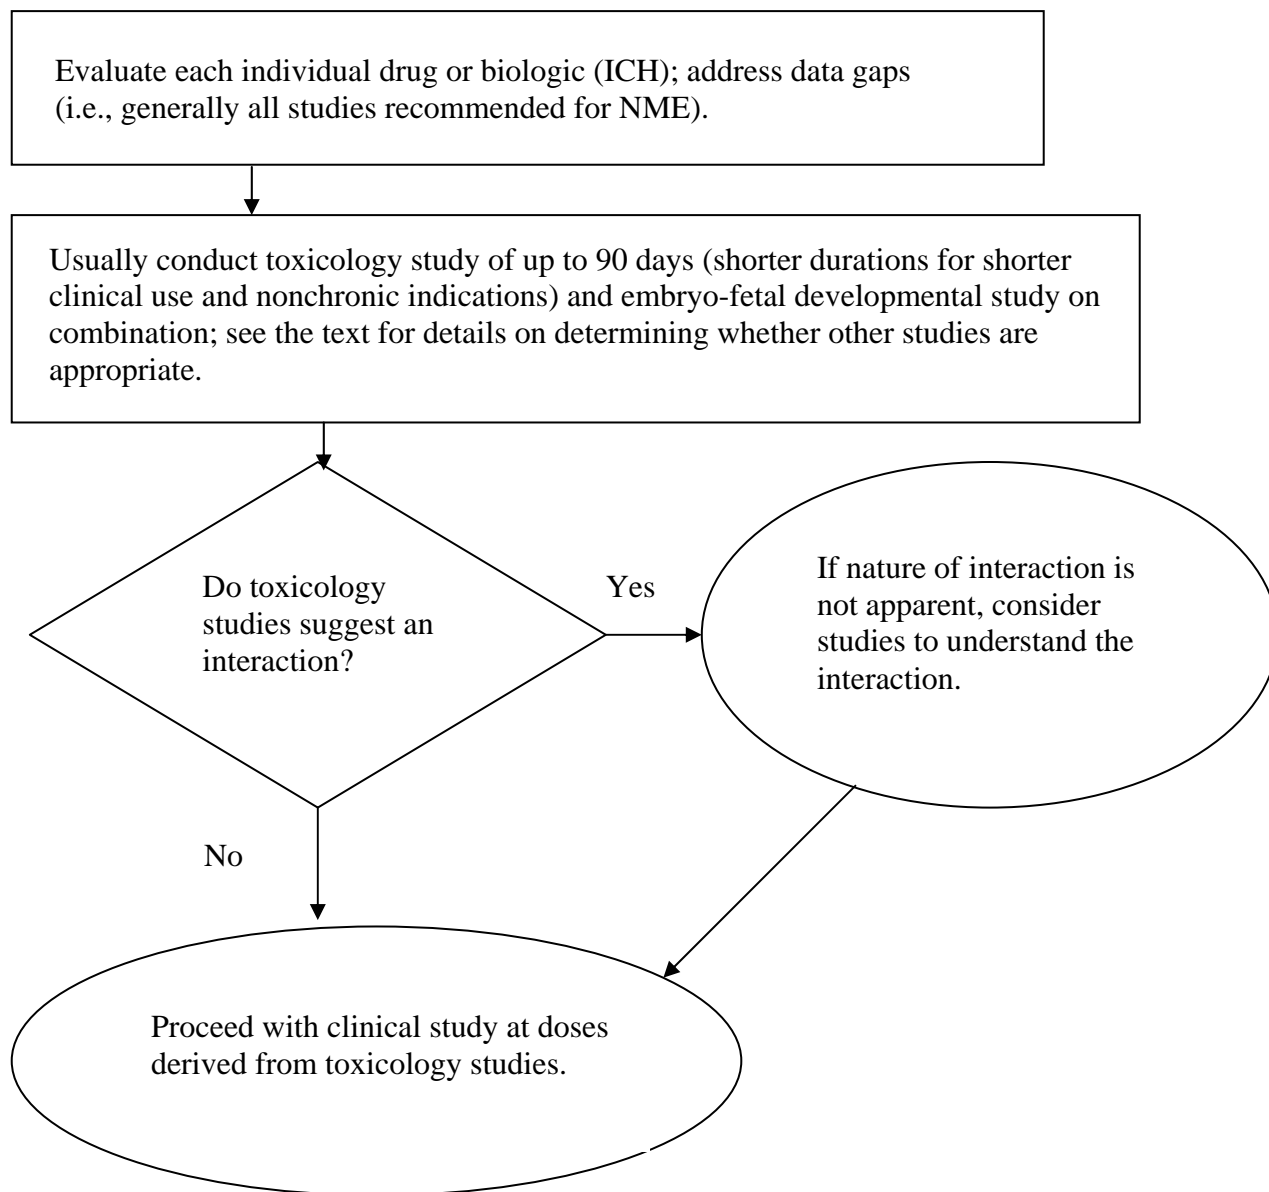 Evaluate each individual drug or biologic (ICH); address data gaps
(i.e., generally all studies recommended for NME).
Usually conduct toxicology study of up to 90 days (shorter durations for shorter
clinical use and nonchronic indications) and embryo-fetal developmental study on
combination; see the text for details on determining whether other studies are
appropriate.
Do toxicology
studies suggest an
interaction?
Yes
If nature of interaction is
not apparent, consider
studies to understand the
interaction.
No
Proceed with clinical study at doses
derived from toxicology studies.